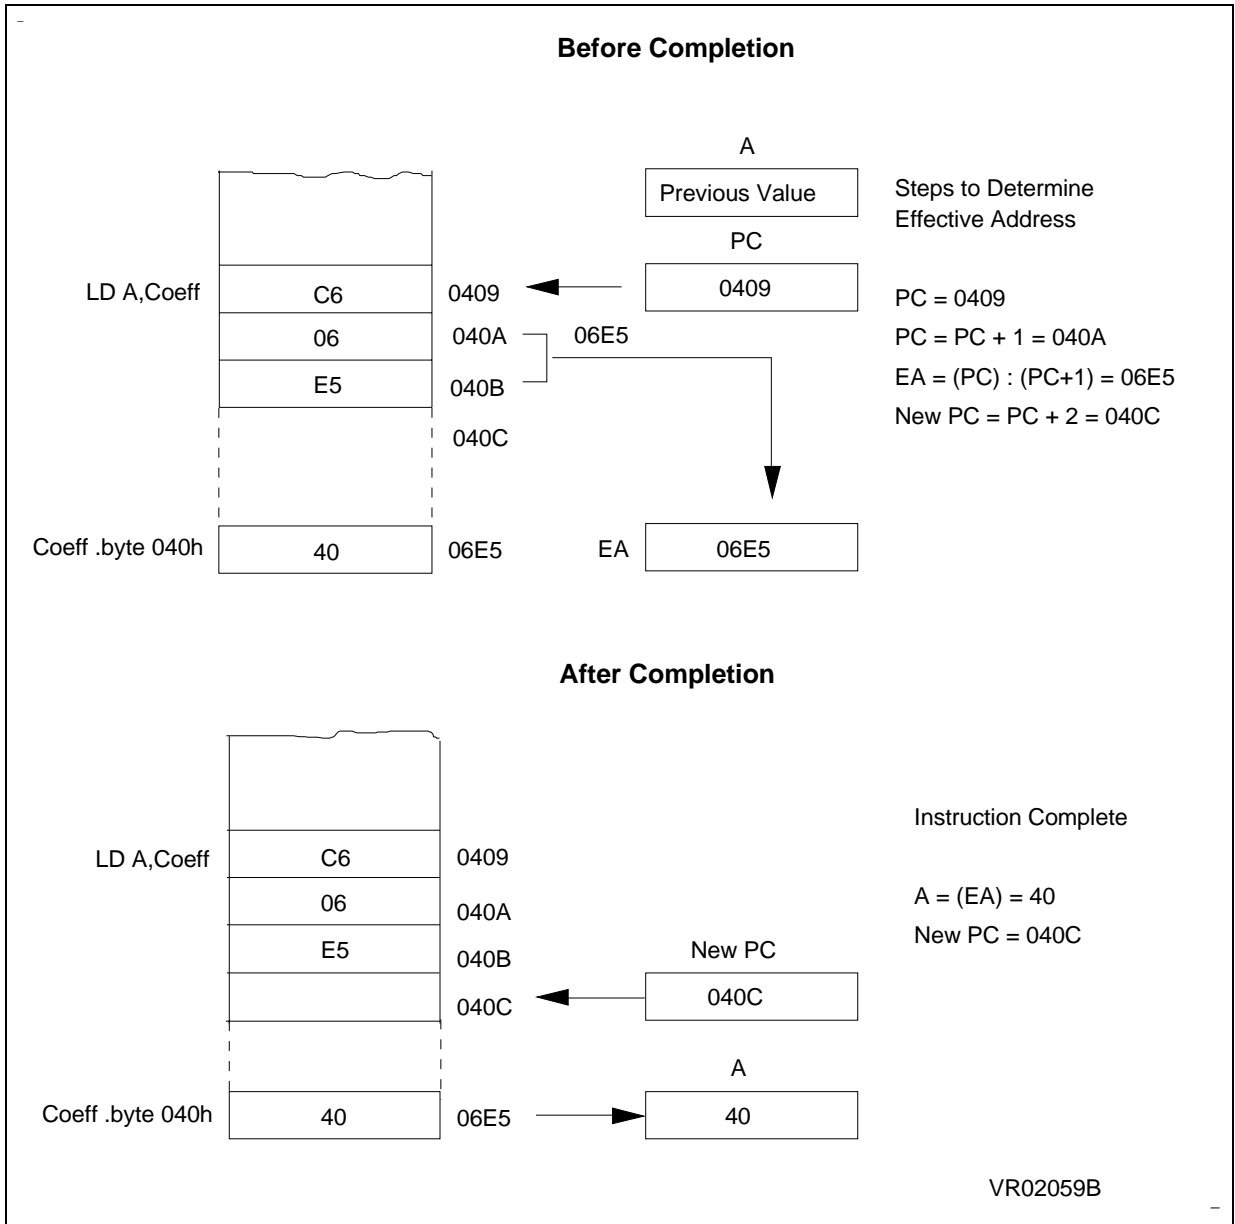 Before Completion
A
Previous Value
Steps to Determine
Effective Address
PC
LD A,Coeff
C6
0409
0409
PC = 0409
06
040A
06E5
PC = PC + 1 = 040A
E5
040B
EA = (PC) : (PC+1) = 06E5
040C
New PC = PC + 2 = 040C
Coeff .byte 040h
40
06E5
EA
06E5
After Completion
Instruction Complete
LD A,Coeff
C6
0409
06
040A
A = (EA) = 40
E5
040B
New PC
New PC = 040C
040C
040C
A
Coeff .byte 040h
40
06E5
40
VR02059B